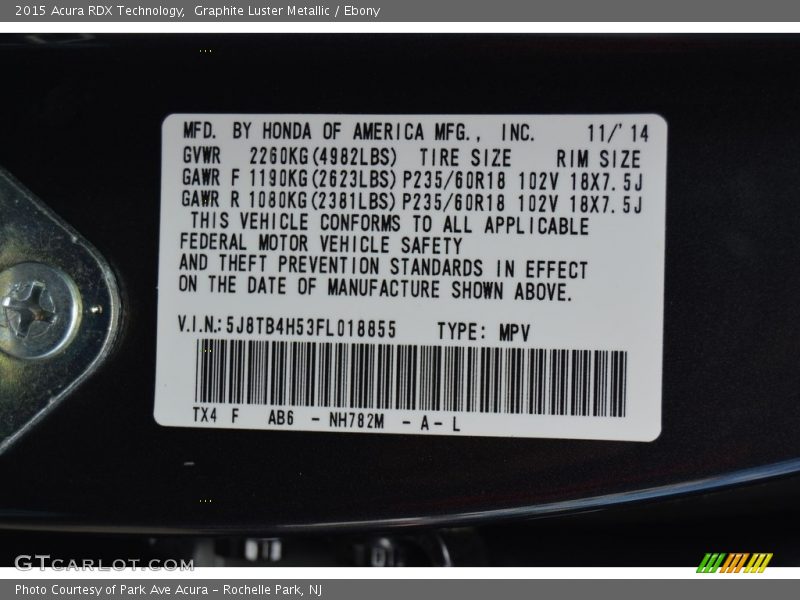 2015 Acura RDX Technology,  Graphite Luster Metallic / Ebony
MFD. BY HONDA OF AMERICA MFG., INC. 11/'14
GVWR 2260KG(4982LBS) TIRE SIZE RIM SIZE
GAWR F 1190KG(2623LBS) P235/60R18 102V 18X7.5J
GAWR R 1080KG(2381LBS) P235/60R18 102V 18X7.5J
THIS VEHICLE CONFORMS TO ALL APPLICABLE
FEDERAL MOTOR VEHICLE SAFETY
AND THEFT PREVENTION STANDARDS IN EFFECT
ON THE DATE OF MANUFACTURE SHOWN ABOVE.
V.I.N.: 5J8TB4H53FL018855 TYPE: MPV
TX4 F AB6 - NH782M - A - L
GTCARLOT.COM
Photo Courtesy of Park Ave Acura - Rochelle Park, NJ